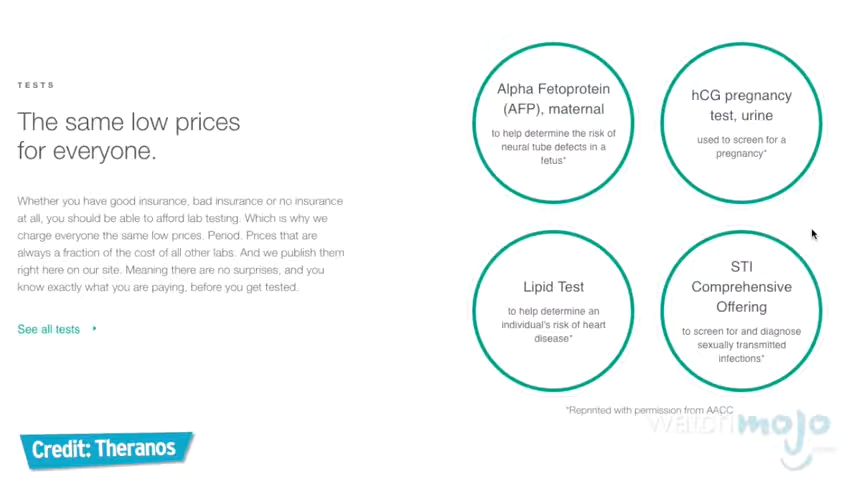 TESTS
The same low prices
for everyone.
Whether you have good insurance, bad insurance or no insurance
at all, you should be able to afford lab testing. Which is why we
charge everyone the same low prices. Period. Prices that are
always a fraction of the cost of all other labs. And we publish them
right here on our site. Meaning there are no surprises, and you
know exactly what you are paying, before you get tested.
See all tests
Alpha Fetoprotein
(AFP), maternal
to help determine the risk of
neural tube defects in a
fetus*
hCG pregnancy
test, urine
used to screen for a
pregnancy*
Lipid Test
to help determine an
individual's risk of heart
disease*
STI
Comprehensive
Offering
to screen for and diagnose
sexually transmitted
infections*
*Reprinted with permission from AACC
Credit: Theranos
watchmojo